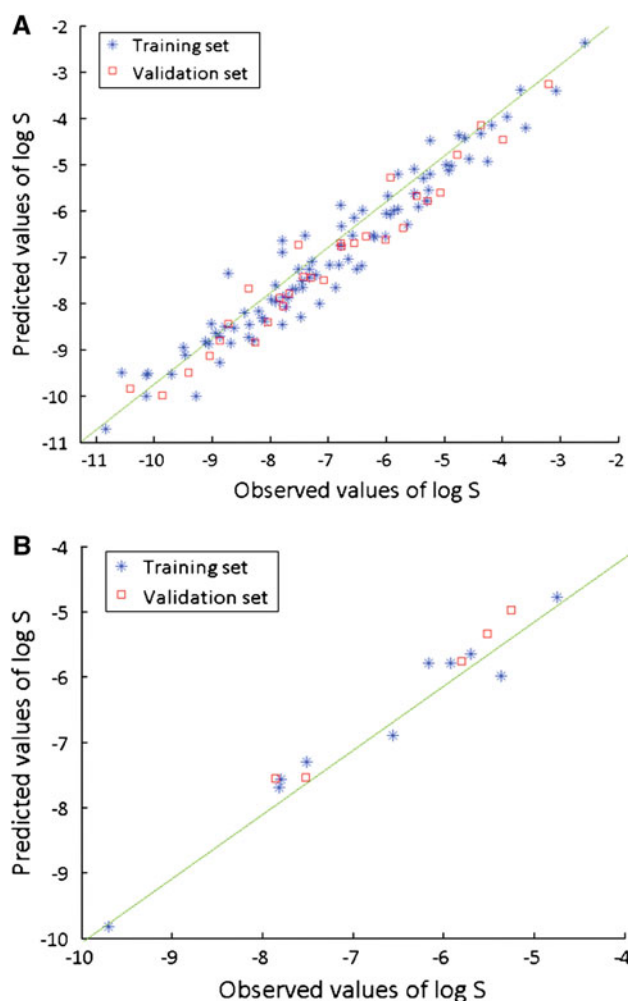 A
Training set
Validation set
Predicted values of log S
-2
-3
-4
-5
-6
-7
-8
-9
-10
-11
-11 -10 -9 -8 -7 -6 -5 -4 -3 -2
Observed values of log S
B
Training set
Validation set
Predicted values of log S
-4
-5
-6
-7
-8
-9
-10
-10 -9 -8 -7 -6 -5 -4
Observed values of log S